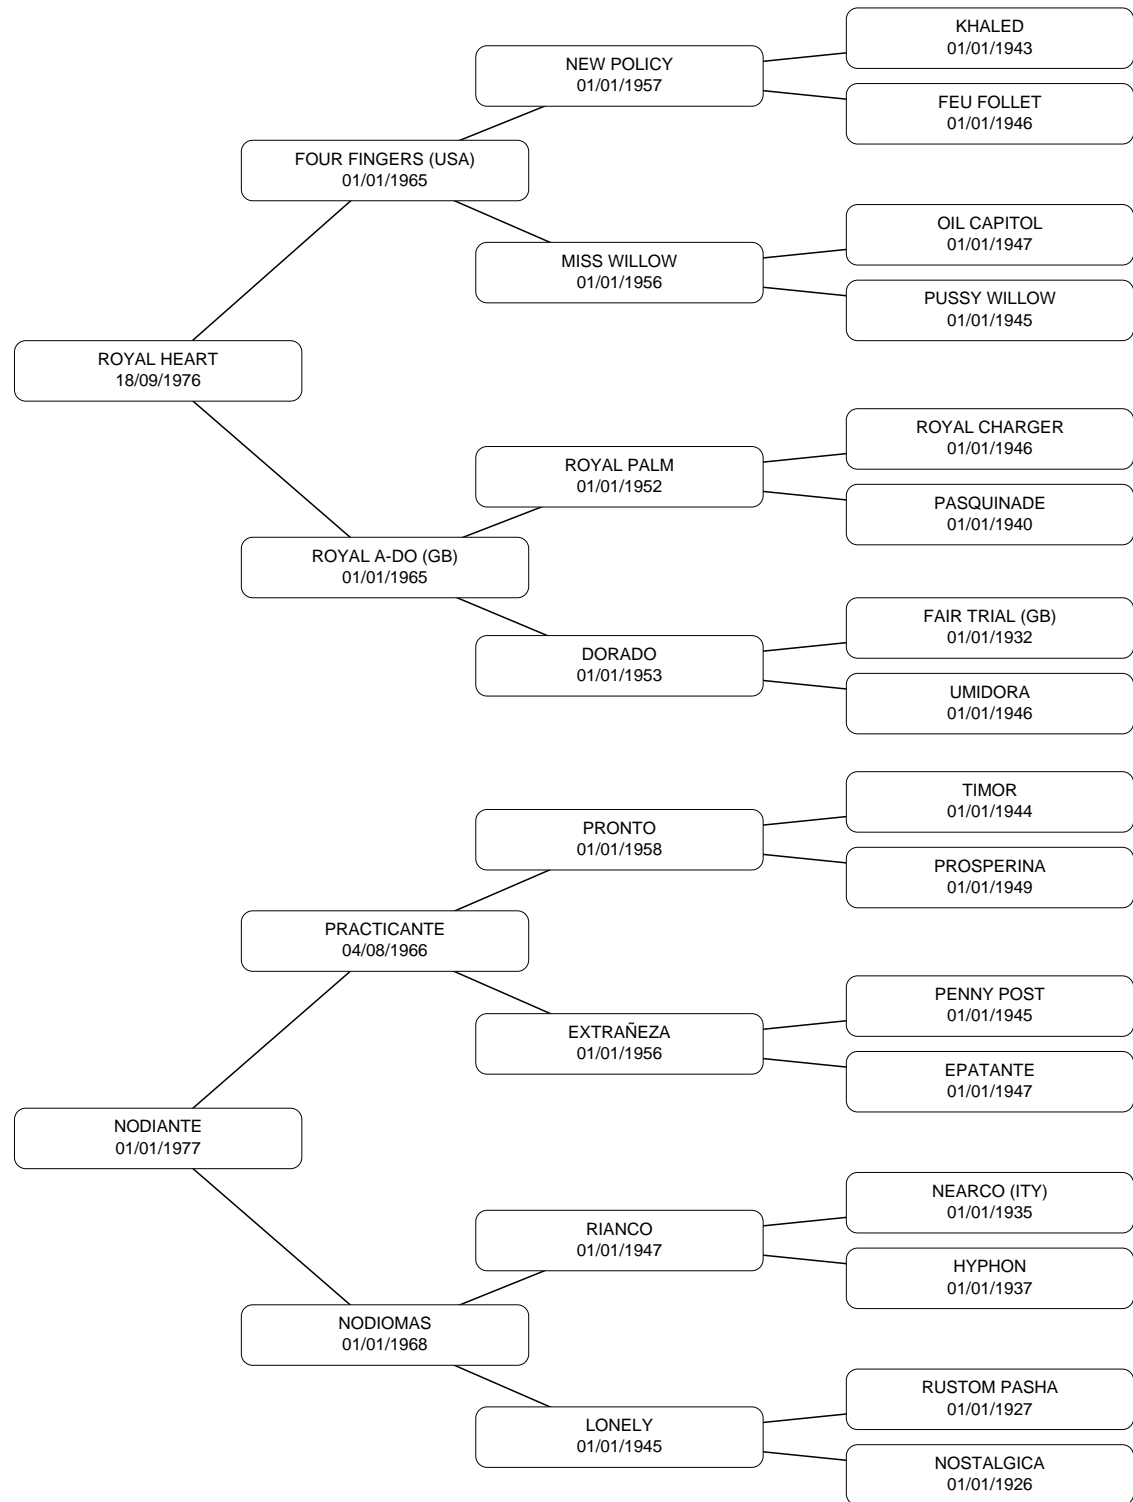 KHALED
01/01/1943
NEW POLICY
01/01/1957
FEU FOLLET
01/01/1946
FOUR FINGERS (USA)
01/01/1965
OIL CAPITOL
01/01/1947
MISS WILLOW
01/01/1956
PUSSY WILLOW
01/01/1945
ROYAL HEART
18/09/1976
ROYAL CHARGER
01/01/1946
ROYAL PALM
01/01/1952
PASQUINADE
01/01/1940
ROYAL A-DO (GB)
01/01/1965
FAIR TRIAL (GB)
01/01/1932
DORADO
01/01/1953
UMIDORA
01/01/1946
TIMOR
01/01/1944
PRONTO
01/01/1958
PROSPERINA
01/01/1949
PRACTICANTE
04/08/1966
PENNY POST
01/01/1945
EXTRAÑEZA
01/01/1956
EPATANTE
01/01/1947
NODIANTE
01/01/1977
NEARCO (ITY)
01/01/1935
RIANCO
01/01/1947
HYPHON
01/01/1937
NODIOMAS
01/01/1968
RUSTOM PASHA
01/01/1927
LONELY
01/01/1945
NOSTALGICA
01/01/1926